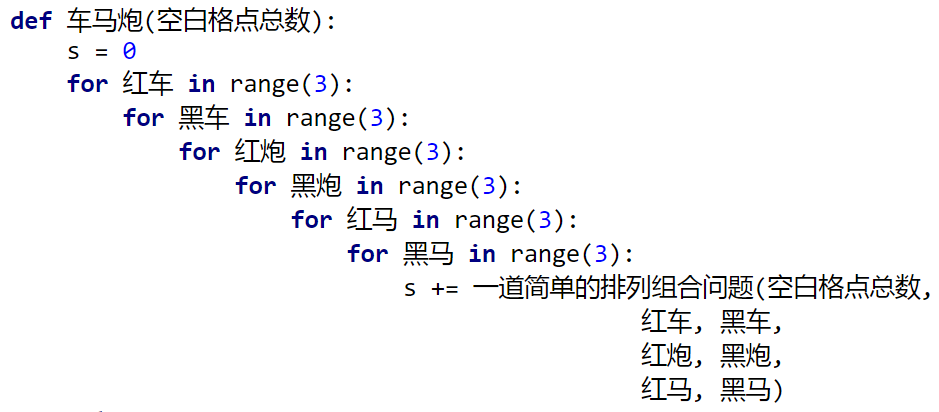 def 车马炮(空白格点总数):
    s = 0
    for 红车 in range(3):
        for 黑车 in range(3):
            for 红炮 in range(3):
                for 黑炮 in range(3):
                    for 红马 in range(3):
                        for 黑马 in range(3):
                            s += 一道简单的排列组合问题(空白格点总数,
                                             红车, 黑车,
                                             红炮, 黑炮,
                                             红马, 黑马)